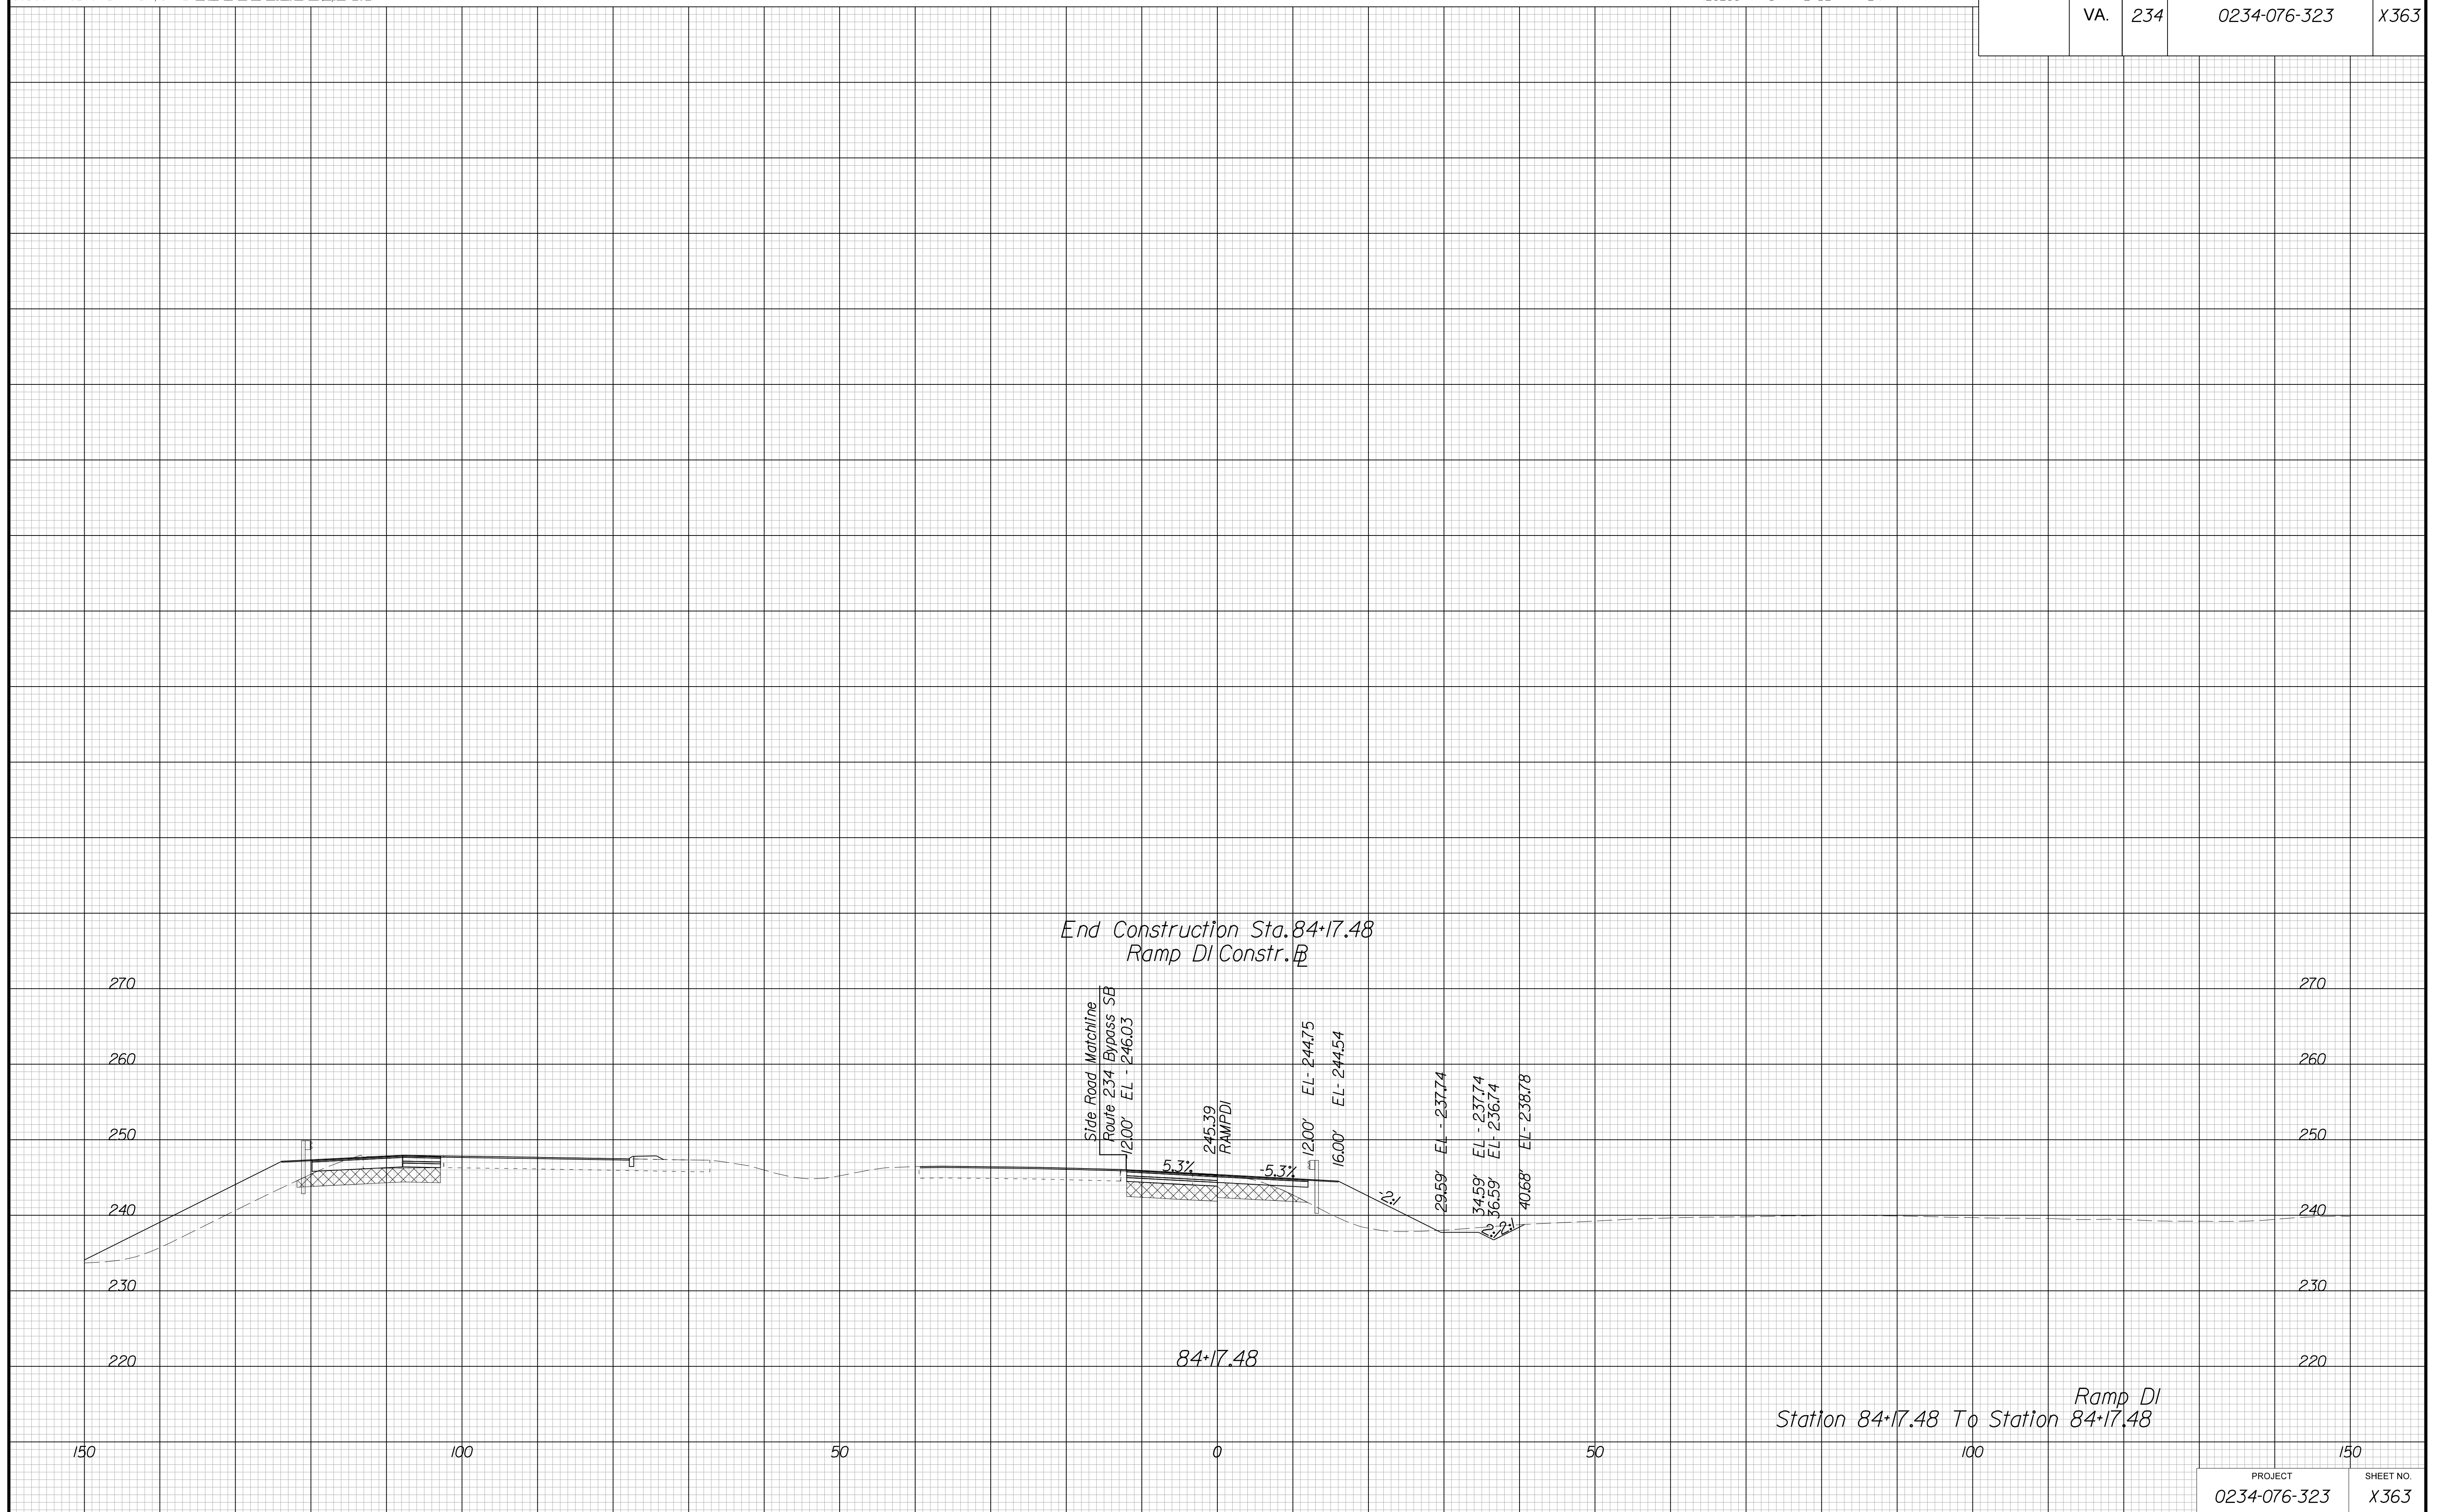 VA. 234 0234-076-323 X363
End Construction Sta. 84+17.48
Ramp D1 Constr. BL
270 270
Side Road Matchline
Route 234 Bypass SB
12.00' EL - 246.03
245.39
RAMPD1
12.00' EL- 244.75
16.00' EL- 244.54
29.59' EL - 237.74
34.59' EL - 237.74
36.59' EL- 236.74
40.68' EL- 238.78
260 260
250 250
5.3% -5.3%
-2:1
240 240
2:1
230 230
220 220
84+17.48
Ramp D1
Station 84+17.48 To Station 84+17.48
150 100 50 0 50 100 150
PROJECT SHEET NO.
0234-076-323 X363